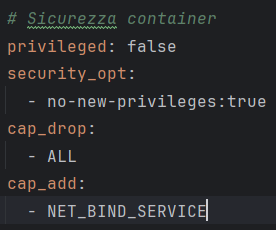 # Sicurezza container
privileged: false
security_opt:
  - no-new-privileges:true
cap_drop:
  - ALL
cap_add:
  - NET_BIND_SERVICE